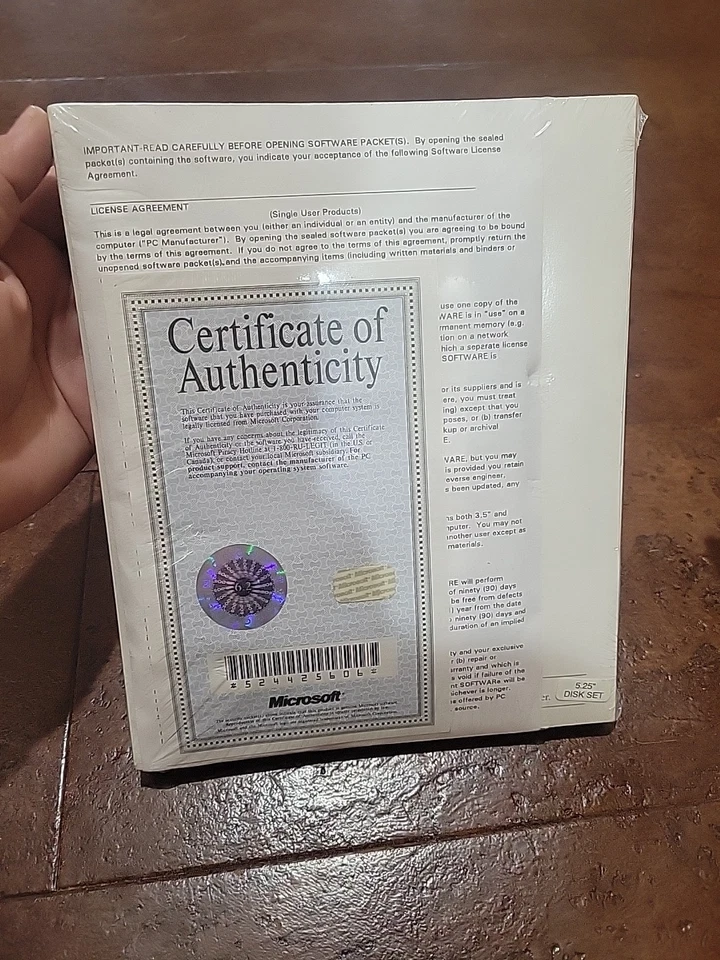 IMPORTANT-READ CAREFULLY BEFORE OPENING SOFTWARE PACKET(S). By opening the sealed
packet(s) containing the software, you indicate your acceptance of the following Software License
Agreement.
LICENSE AGREEMENT
(Single User Products)
This is a legal agreement between you (either an individual or an entity) and the manufacturer of the
computer ("PC Manufacturer"). By opening the sealed software packet(s) you are agreeing to be bound
by the terms of this agreement. If you do not agree to the terms of this agreement, promptly return the
unopened software packet(s) and the accompanying items (including written materials and binders or
Certificate of
Authenticity
This Certificate of Authenticity is your assurance that the
software that you have purchased with your computer system is
legally licensed from Microsoft Corporation.
If you have any concerns about the legitimacy of this Certificate
of Authenticity or the software you have received, call the
Microsoft Piracy Hotline at 1-800-RU-LEGIT (in the U.S. or
Canada), or contact your local Microsoft subsidiary. For
product support, contact the manufacturer of the PC
accompanying your operating system software.
*524425606*
Microsoft
use one copy of the
WARE is in "use" on a
rmanent memory (e.g.
tion on a network
hich a seperate license
SOFTWARE is
or its suppliers and is
ere, you must treat
ing) except that you
poses, or (b) transfer
kup or archival
E.
WARE, but you may
is provided you retain
everse engineer,
s been updated, any
ns both 3.5" and
puter. You may not
nother user except as
materials.
RE will perform
of ninety (90) days
be free from defects
) year from the date
ninety (90) days and
duration of an implied
ty and your exclusive
r (b) repair or
rranty and which is
s void if failure of the
nt SOFTWARe will be
ichever is longer.
is offered by PC
source.
er.
5.25"
DISK SET